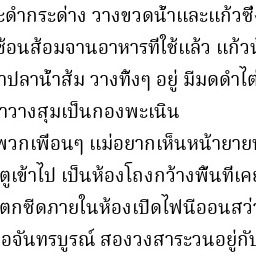 ะดำกระด่าง วางขวดน้ำและแก้วซึ่
ช้อนส้อมจานอาหารที่ใช้แล้ว แก้วน้
าปลาน้ำส้ม วางทิ้งๆ อยู่ มีมดดำไต่
าวางสุมเป็นกองพะเนิน
พวกเพื่อนๆ แม่อยากเห็นหน้ายาย
ตูเข้าไป เป็นห้องโถงกว้างพื้นที่เคย
ตกซีดภายในห้องเปิดไฟนีออนสว่
อจันทรบูรณ์ สองวงสาระวนอยู่กับ